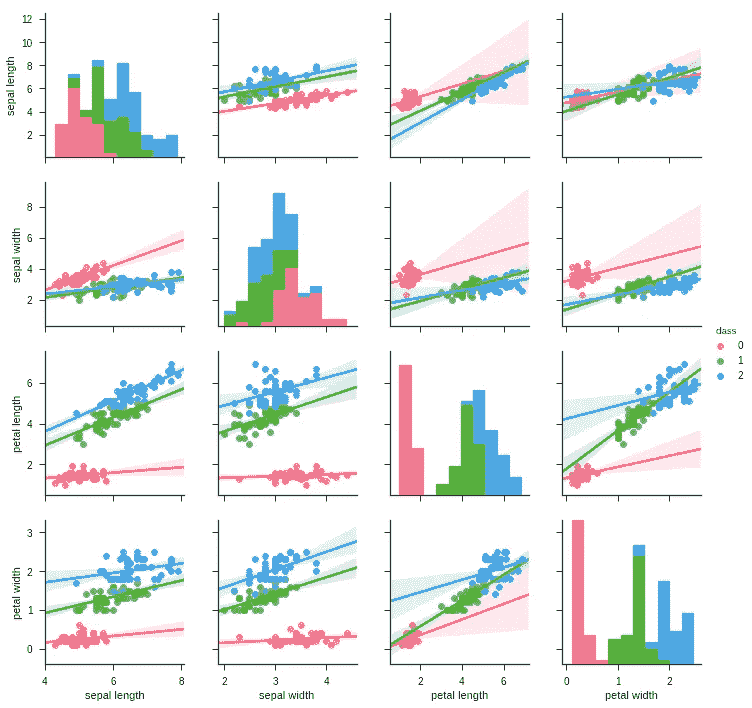 12
10
8
6
4
2
sepal length
8
6
4
2
sepal width
class
0
1
2
6
4
2
petal length
3
2
1
0
petal width
4 6 8
sepal length
2 3 4
sepal width
2 4 6
petal length
0 1 2
petal width